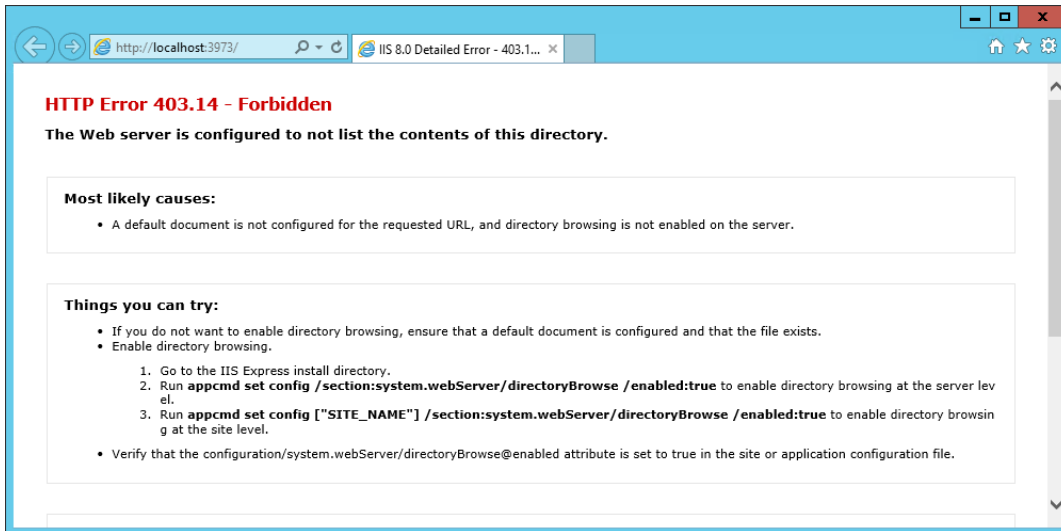 http://localhost:3973/
IIS 8.0 Detailed Error - 403.1...
HTTP Error 403.14 - Forbidden
The Web server is configured to not list the contents of this directory.
Most likely causes:
• A default document is not configured for the requested URL, and directory browsing is not enabled on the server.
Things you can try:
• If you do not want to enable directory browsing, ensure that a default document is configured and that the file exists.
• Enable directory browsing.
1. Go to the IIS Express install directory.
2. Run appcmd set config /section:system.webServer/directoryBrowse /enabled:true to enable directory browsing at the server lev
el.
3. Run appcmd set config ["SITE_NAME"] /section:system.webServer/directoryBrowse /enabled:true to enable directory browsin
g at the site level.
• Verify that the configuration/system.webServer/directoryBrowse@enabled attribute is set to true in the site or application configuration file.